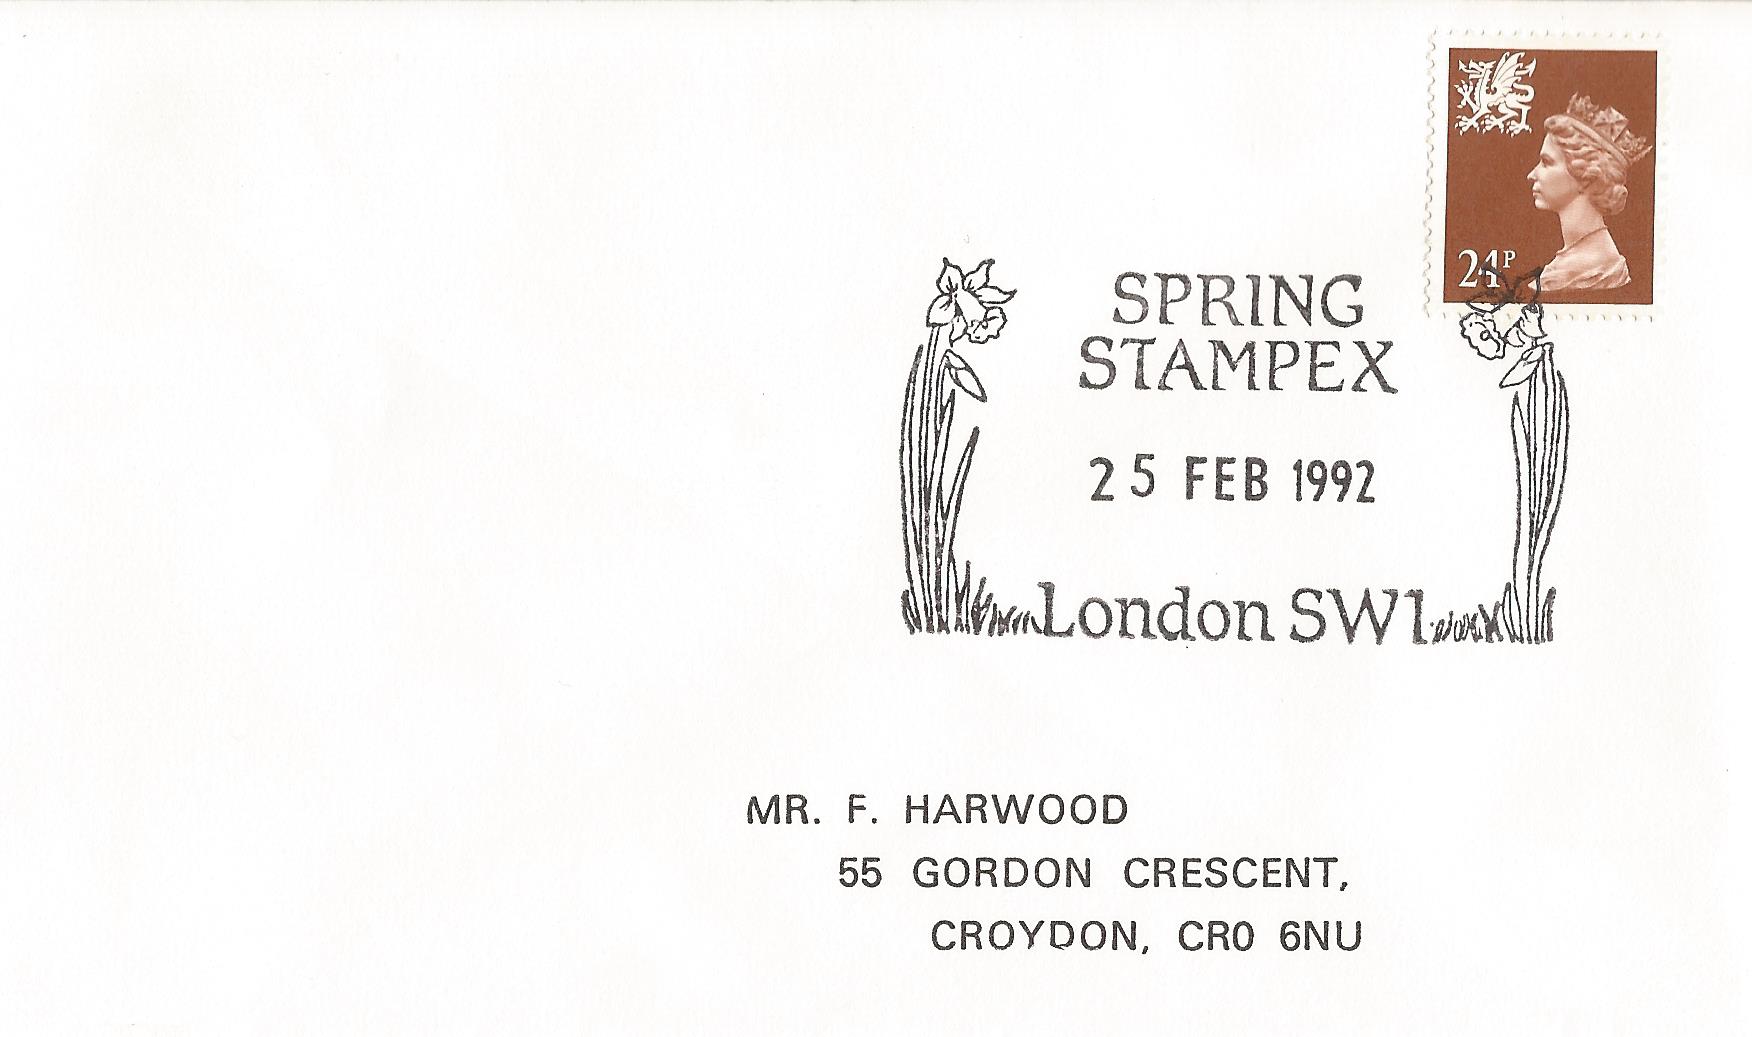 24P
SPRING
STAMPEX
25 FEB 1992
London SW1
MR. F. HARWOOD
55 GORDON CRESCENT,
CROYDON, CR0 6NU